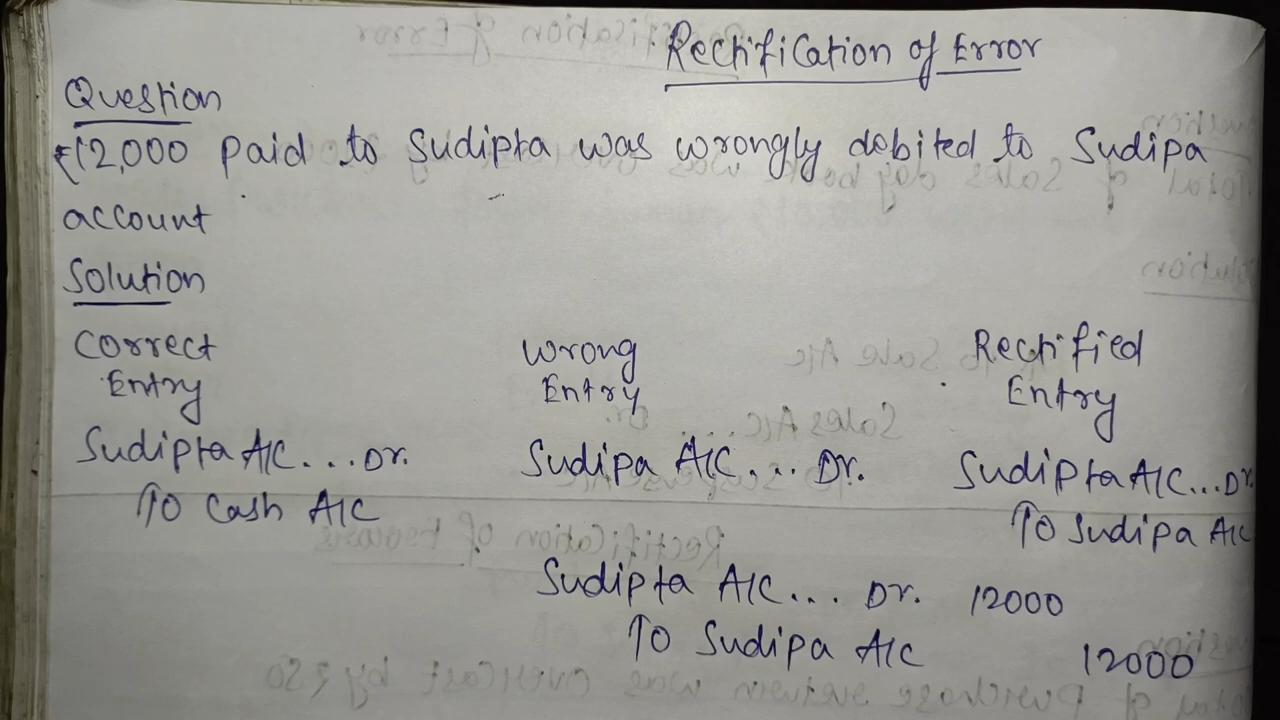 Rectification of Error
Question
₹12,000 paid to Sudipta was wrongly debited to Sudipa
account
Solution
Correct Entry
Wrong Entry
Rectified Entry
Sudipta A/C...Dr.
To Cash A/C
Sudipa A/C... Dr.
Sudipta A/C...Dr.
To Sudipa A/C
Sudipta A/C... Dr. 12000
To Sudipa A/C 12000